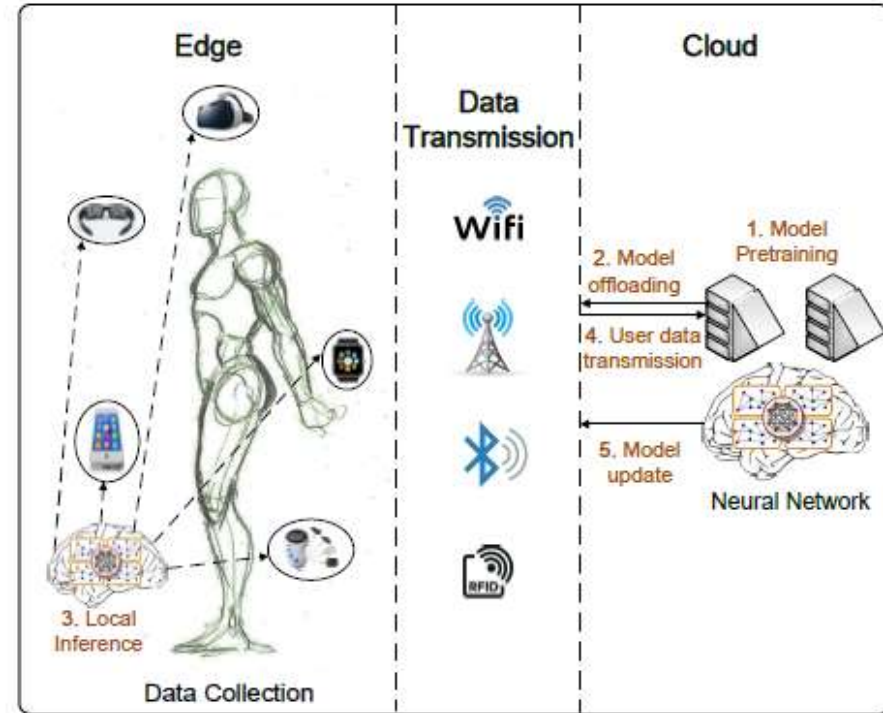 Edge
Data
Transmission
Cloud
Wifi
1. Model
Pretraining
2. Model
offloading
4. User data
transmission
5. Model
update
Neural Network
RFID
3. Local
Inference
Data Collection